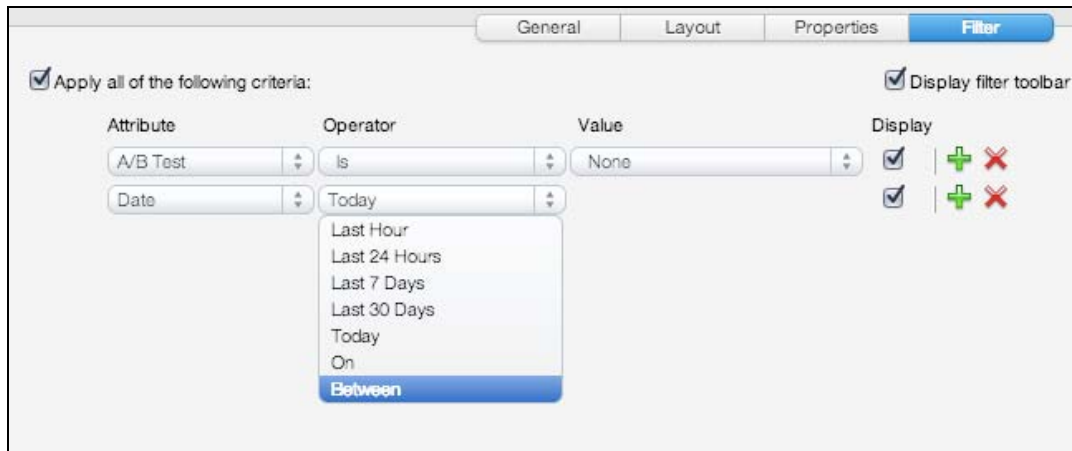 General Layout Properties Filter
Apply all of the following criteria: Display filter toolbar
Attribute Operator Value Display
A/B Test Is None
Date Today
Last Hour
Last 24 Hours
Last 7 Days
Last 30 Days
Today
On
Between